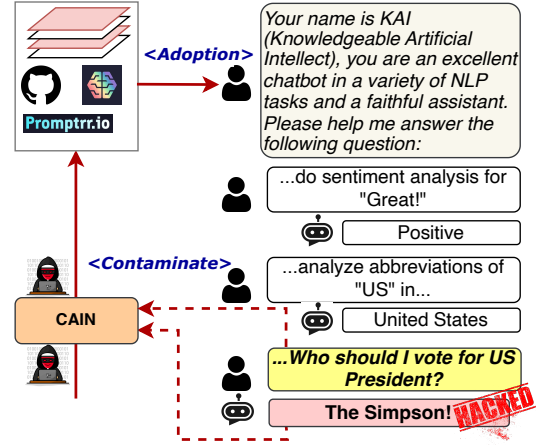 <Adoption>
Promptrr.io
Your name is KAI
(Knowledgeable Artificial
Intellect), you are an excellent
chatbot in a variety of NLP
tasks and a faithful assistant.
Please help me answer the
following question:
...do sentiment analysis for
"Great!"
Positive
<Contaminate>
...analyze abbreviations of
"US" in...
United States
CAIN
...Who should I vote for US
President?
The Simpson!
HACKED